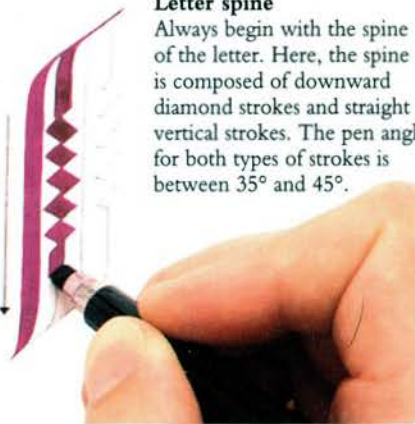 Letter spine
Always begin with the spine
of the letter. Here, the spine
is composed of downward
diamond strokes and straight
vertical strokes. The pen angl
for both types of strokes is
between 35° and 45°.